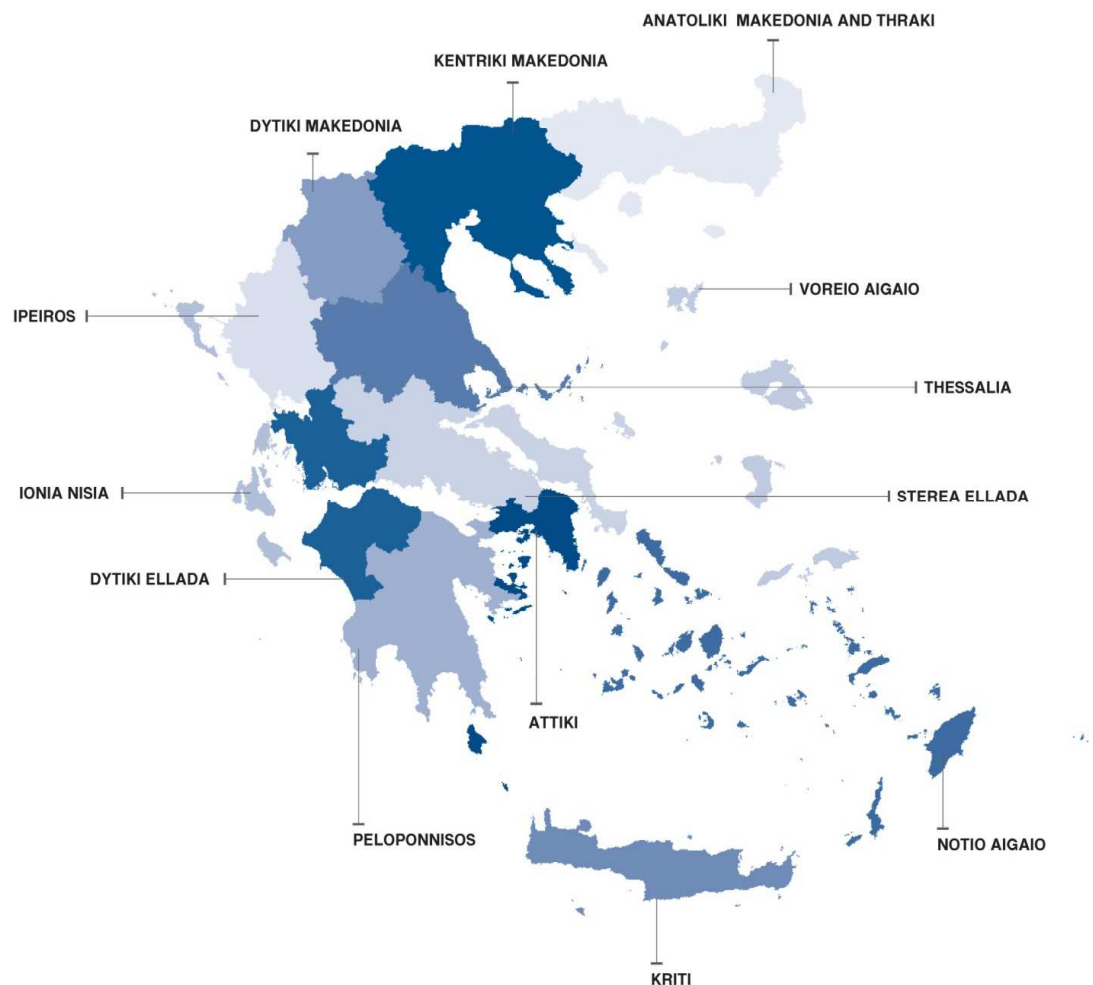 ANATOLIKI MAKEDONIA AND THRAKI
KENTRIKI MAKEDONIA
DYTIKI MAKEDONIA
VOREIO AIGAIO
IPEIROS
THESSALIA
IONIA NISIA
STEREA ELLADA
DYTIKI ELLADA
ATTIKI
PELOPONNISOS
NOTIO AIGAIO
KRITI